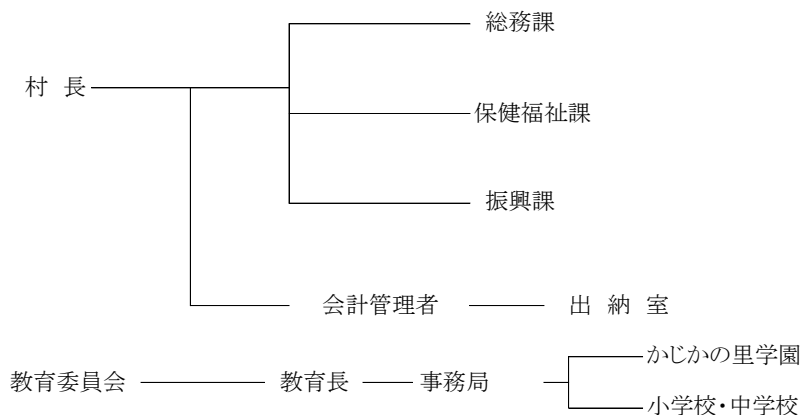 総務課
村 長
保健福祉課
振興課
会計管理者 出 納 室
かじかの里学園
教育委員会 教育長 事務局
小学校・中学校